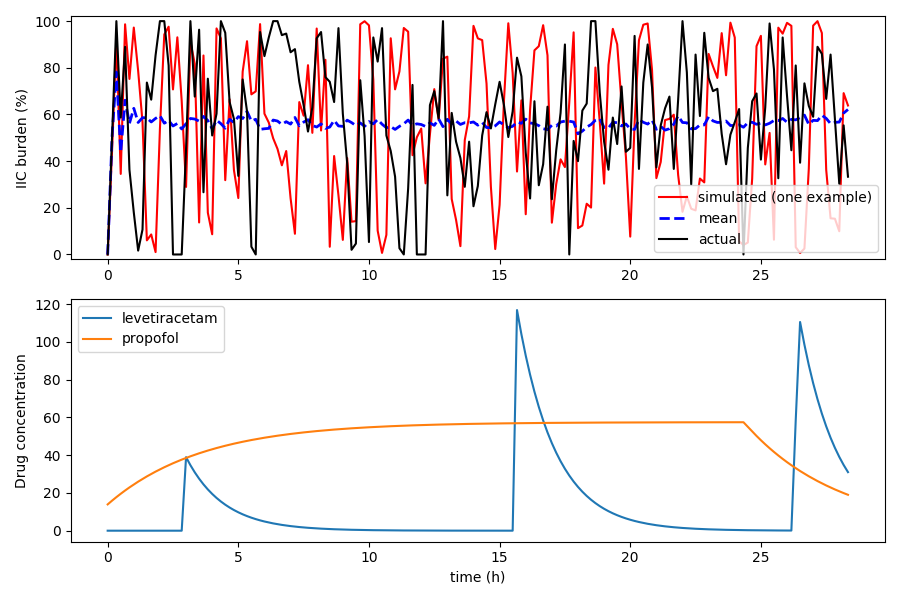 100
80
60
40
20
0
IIC burden (%)
simulated (one example)
mean
actual
0 5 10 15 20 25
120
100
80
60
40
20
0
Drug concentration
levetiracetam
propofol
0 5 10 15 20 25
time (h)